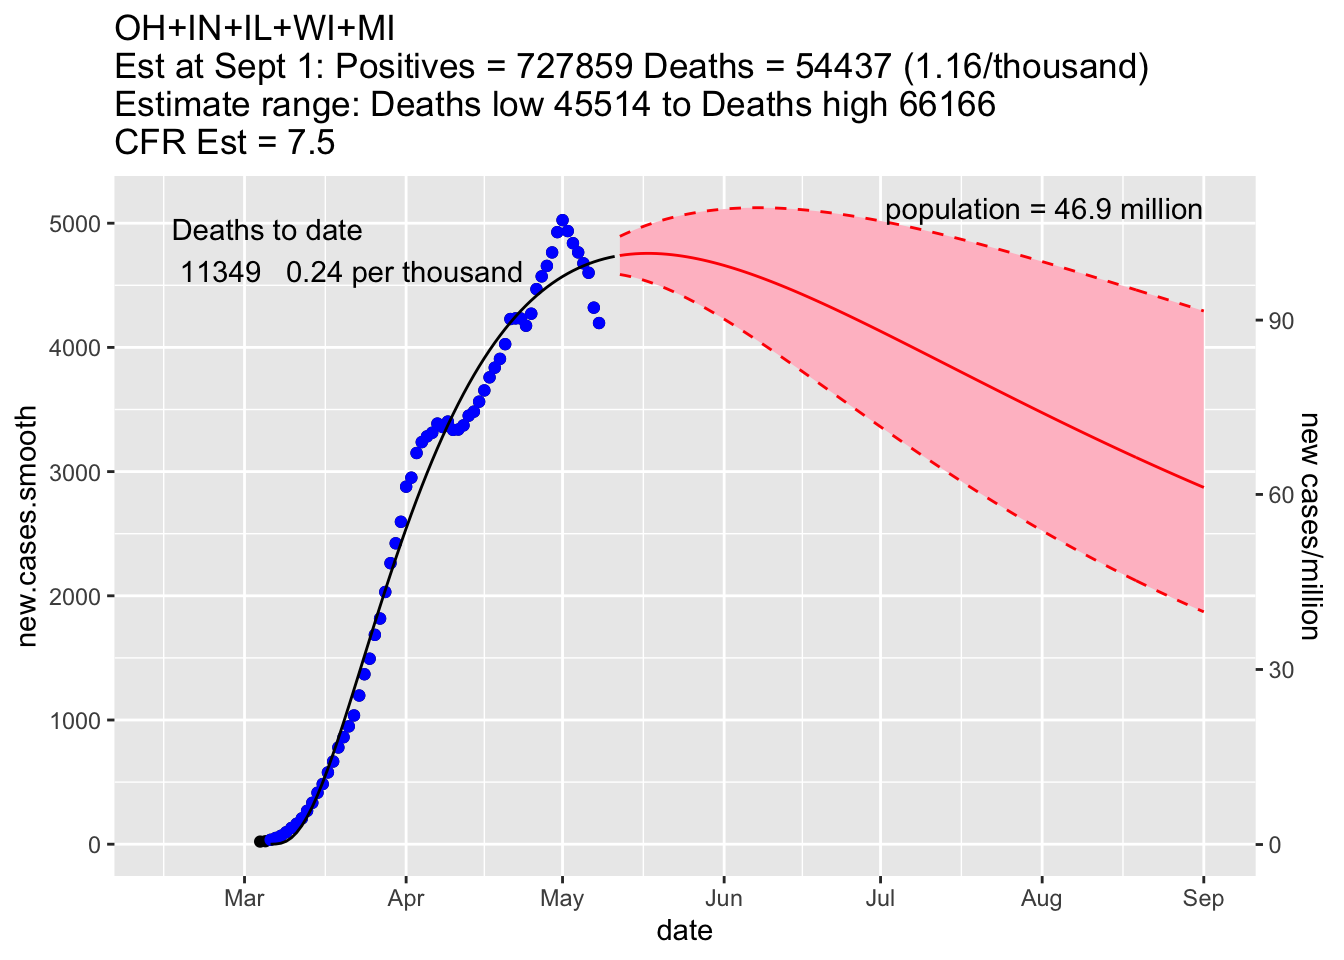 OH+IN+IL+WI+MI
Est at Sept 1: Positives = 727859 Deaths = 54437 (1.16/thousand)
Estimate range: Deaths low 45514 to Deaths high 66166
CFR Est = 7.5
population = 46.9 million
Deaths to date
11349 0.24 per thousand
5000
4000
3000
2000
1000
0
new.cases.smooth
90
60
30
0
new cases/million
Mar Apr May Jun Jul Aug Sep
date